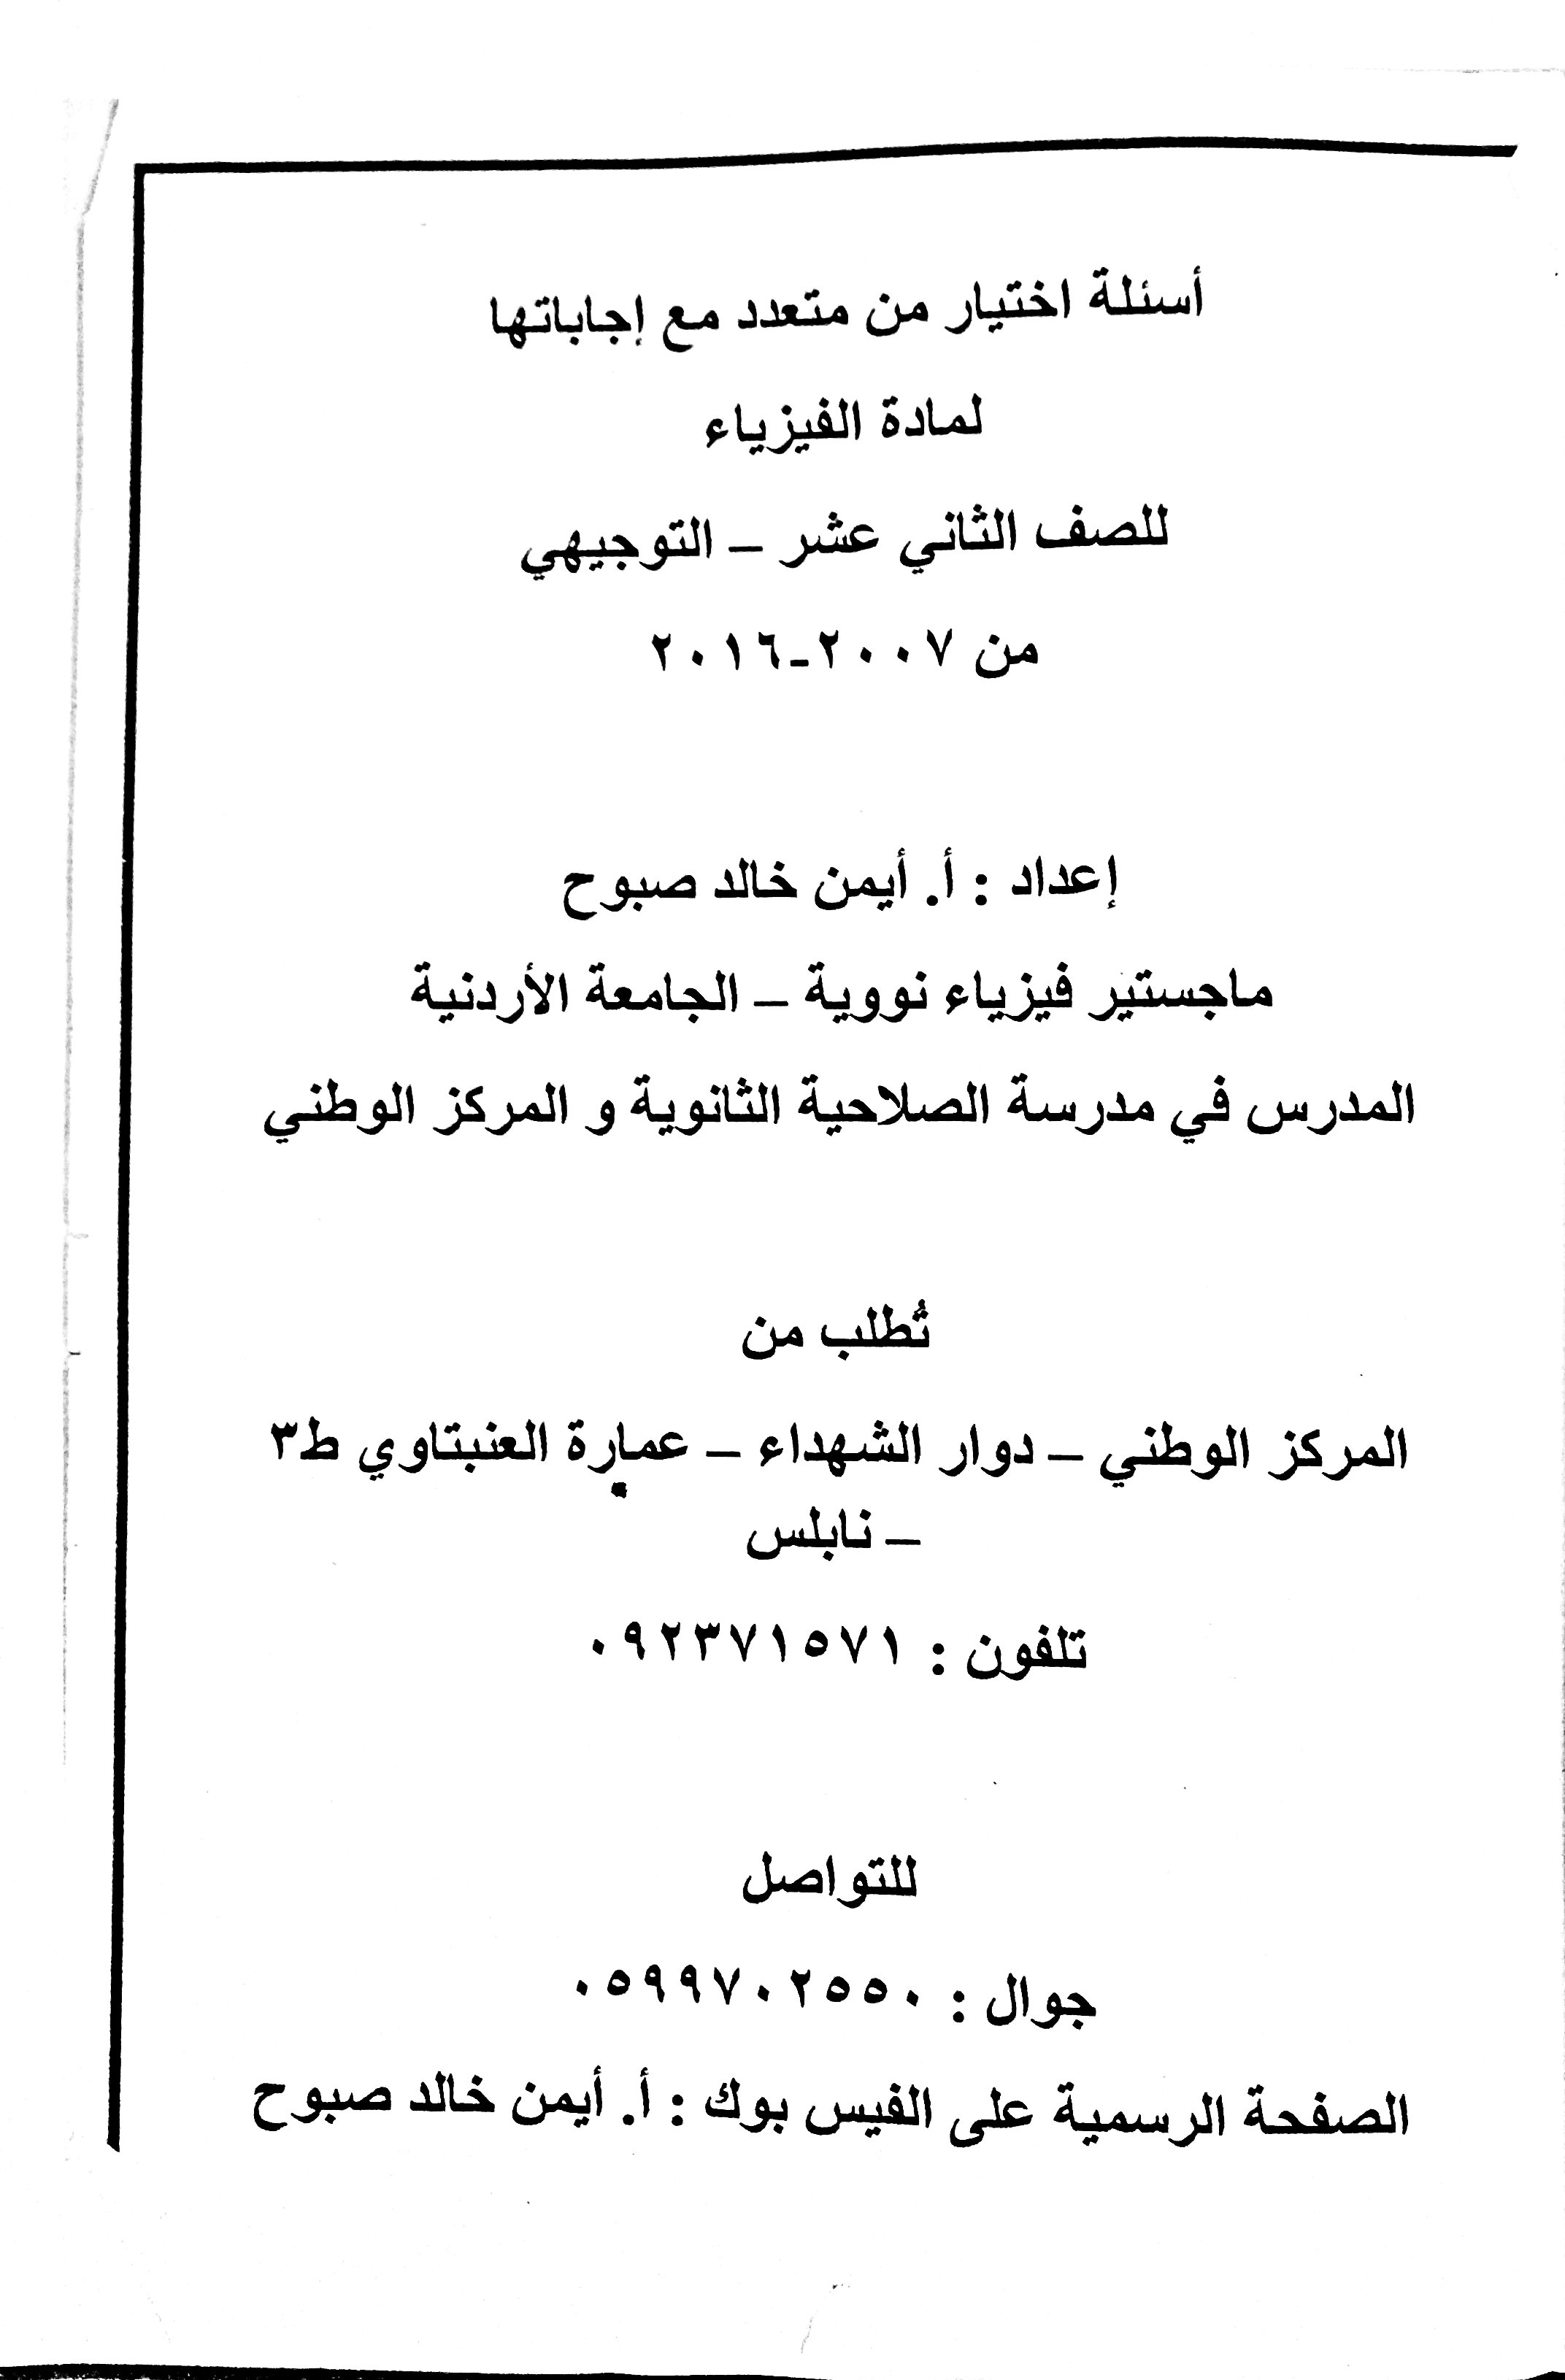 أسئلة اختيار من متعدد مع إجاباتها
لمادة الفيزياء
للصف الثاني عشر – التوجيهي
من ٢٠٠٧-٢٠١٦
إعداد : أ. أيمن خالد صبوح
ماجستير فيزياء نووية – الجامعة الأردنية
المدرس في مدرسة الصلاحية الثانوية و المركز الوطني
تُطلب من
المركز الوطني – دوار الشهداء – عمارة العنبتاوي ط٣
– نابلس
تلفون : ٠٩٢٣٧١٥٧١
للتواصل
جوال : ٠٥٩٩٧٠٢٥٥٠
الصفحة الرسمية على الفيس بوك : أ. أيمن خالد صبوح